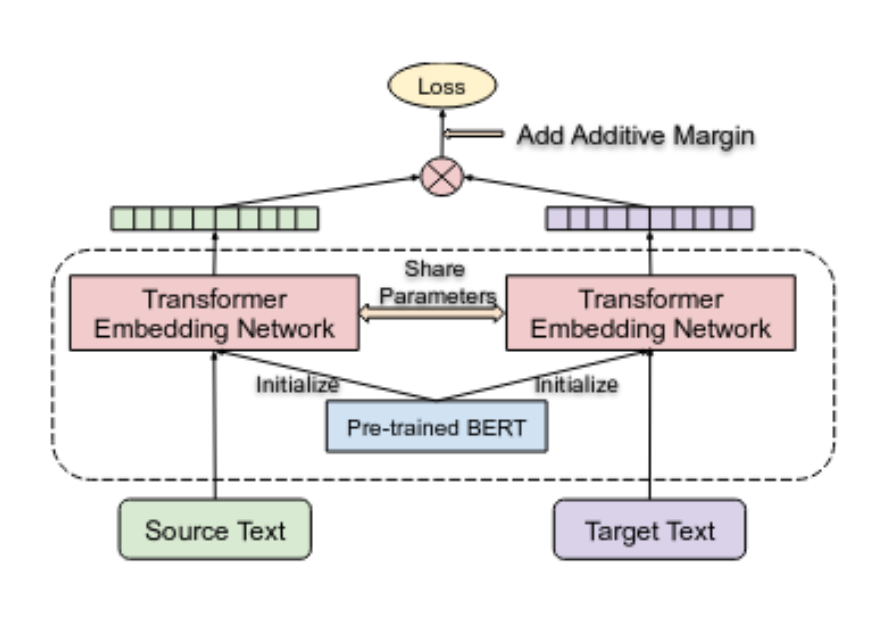 Loss
Add Additive Margin
Share
Parameters
Transformer
Embedding Network
Transformer
Embedding Network
Initialize
Initialize
Pre-trained BERT
Source Text
Target Text